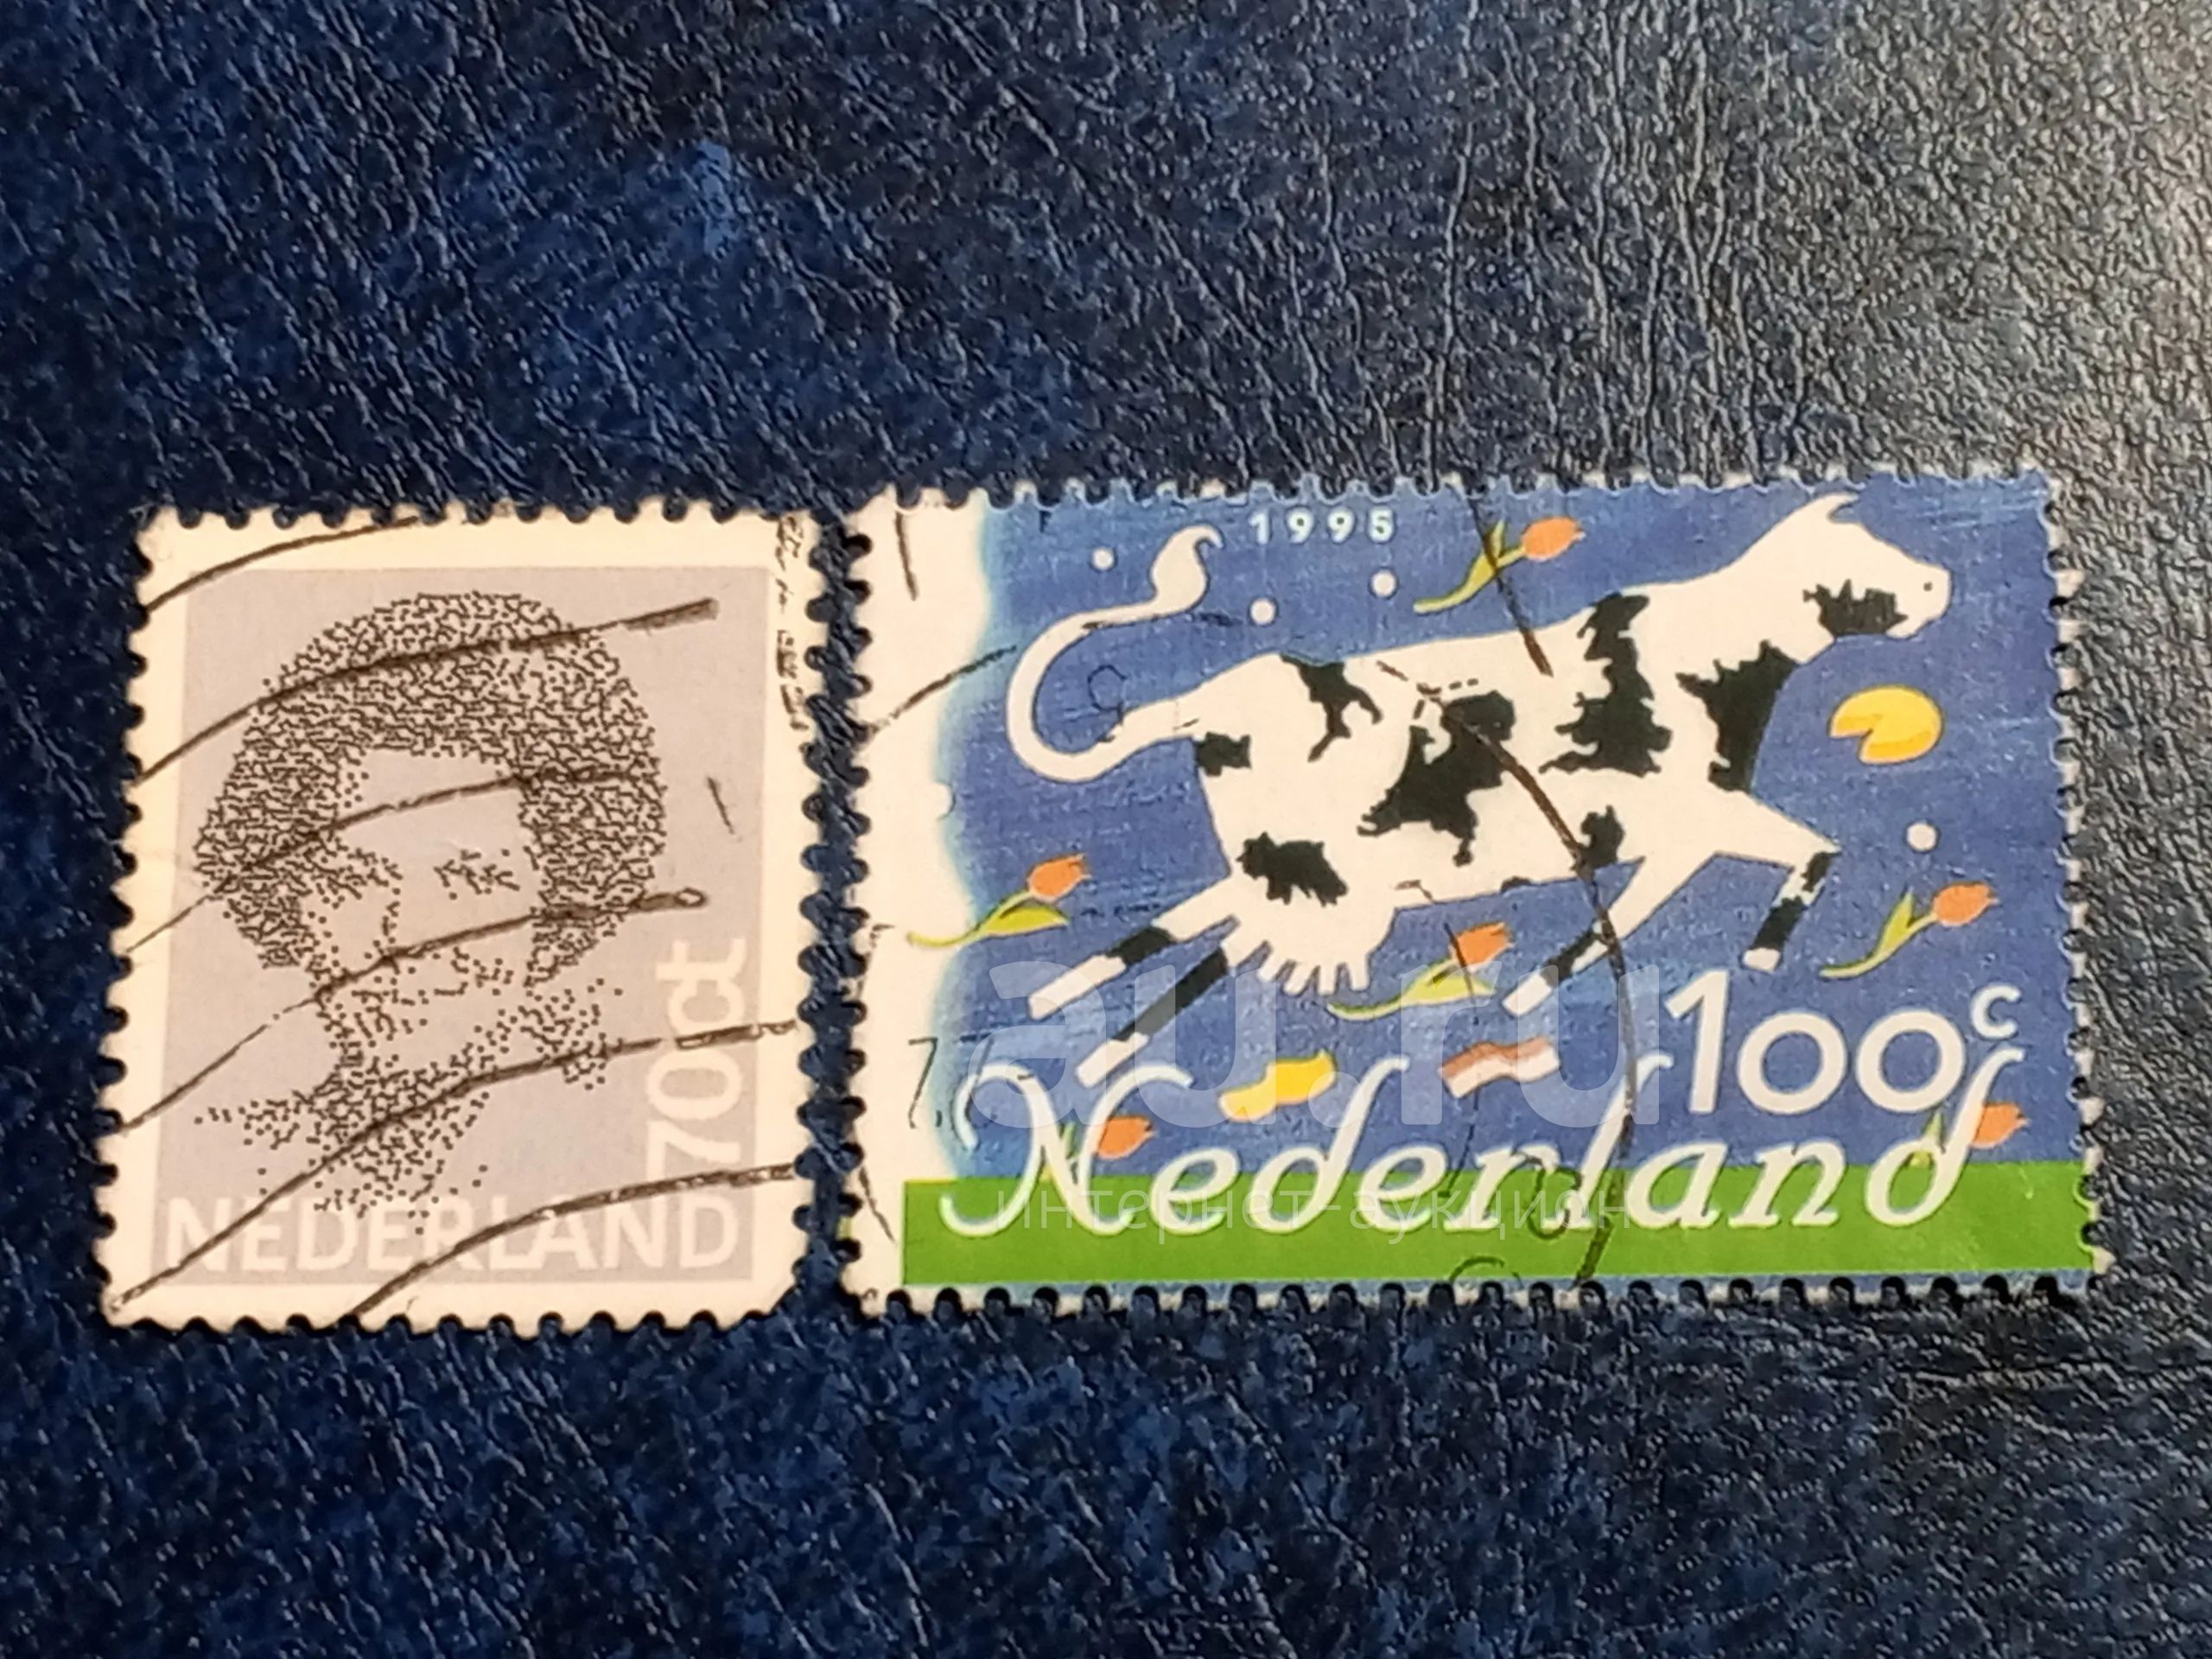 70ct
NEDERLAND
1995
100c
Nederland
au.ru
интернет-аукцион